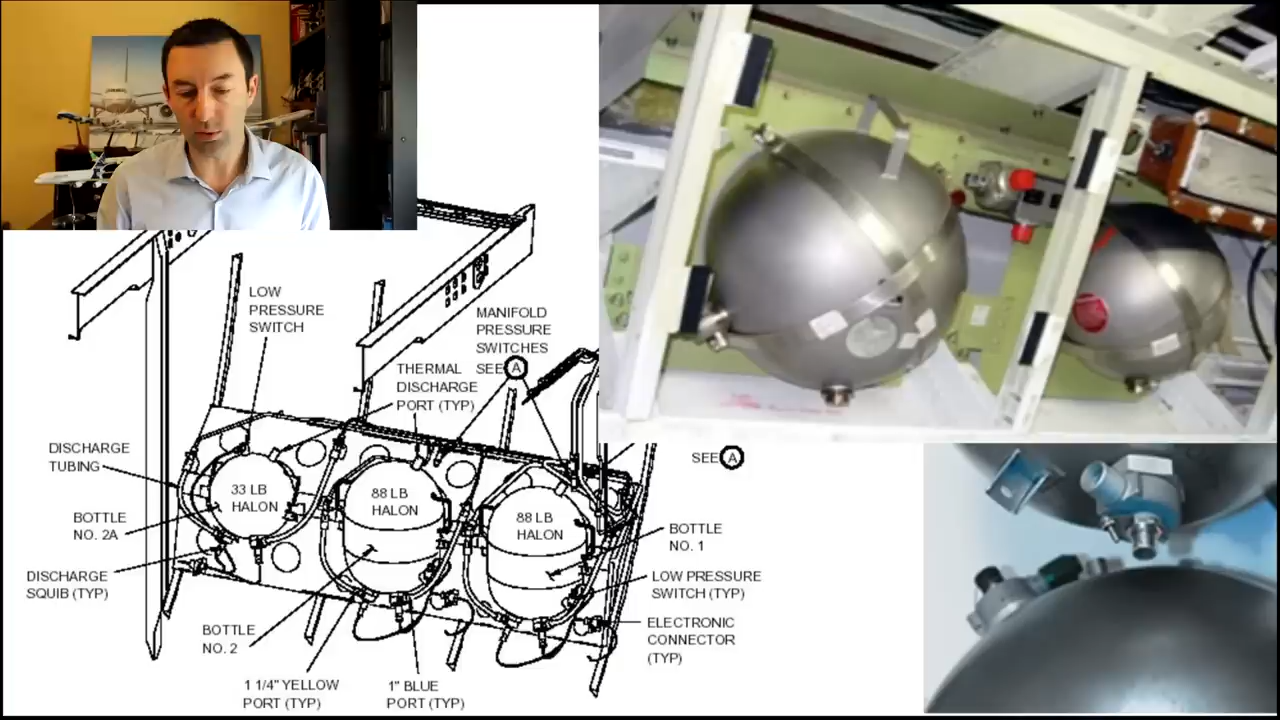 LOW
PRESSURE
SWITCH
MANIFOLD
PRESSURE
SWITCHES
SEE A
THERMAL
DISCHARGE
PORT (TYP)
DISCHARGE
TUBING
33 LB
HALON
88 LB
HALON
88 LB
HALON
SEE A
BOTTLE
NO. 2A
BOTTLE
NO. 1
DISCHARGE
SQUIB (TYP)
LOW PRESSURE
SWITCH (TYP)
BOTTLE
NO. 2
ELECTRONIC
CONNECTOR
(TYP)
1 1/4" YELLOW
PORT (TYP)
1" BLUE
PORT (TYP)